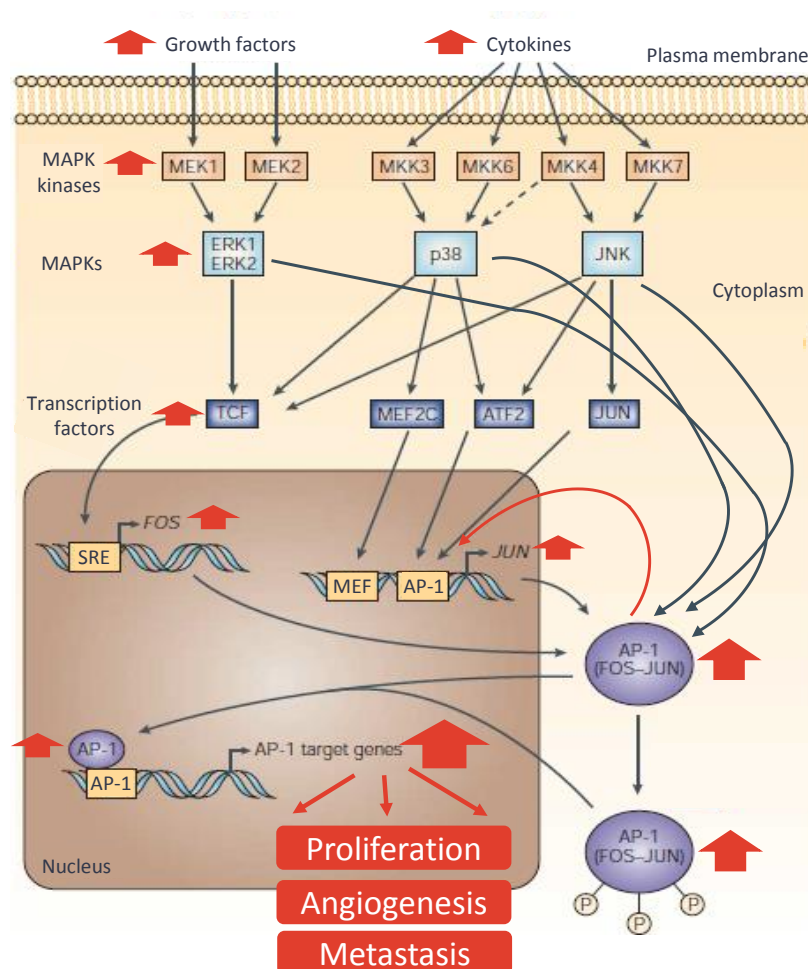 Growth factors
Cytokines
Plasma membrane
MAPK
kinases
MEK1
MEK2
MKK3
MKK6
MKK4
MKK7
MAPKs
ERK1
ERK2
p38
JNK
Cytoplasm
Transcription
factors
TCF
MEF2C
ATF2
JUN
FOS
SRE
JUN
MEF
AP-1
AP-1
(FOS–JUN)
AP-1
AP-1
AP-1 target genes
Proliferation
Angiogenesis
Metastasis
Nucleus
AP-1
(FOS–JUN)
P
P
P